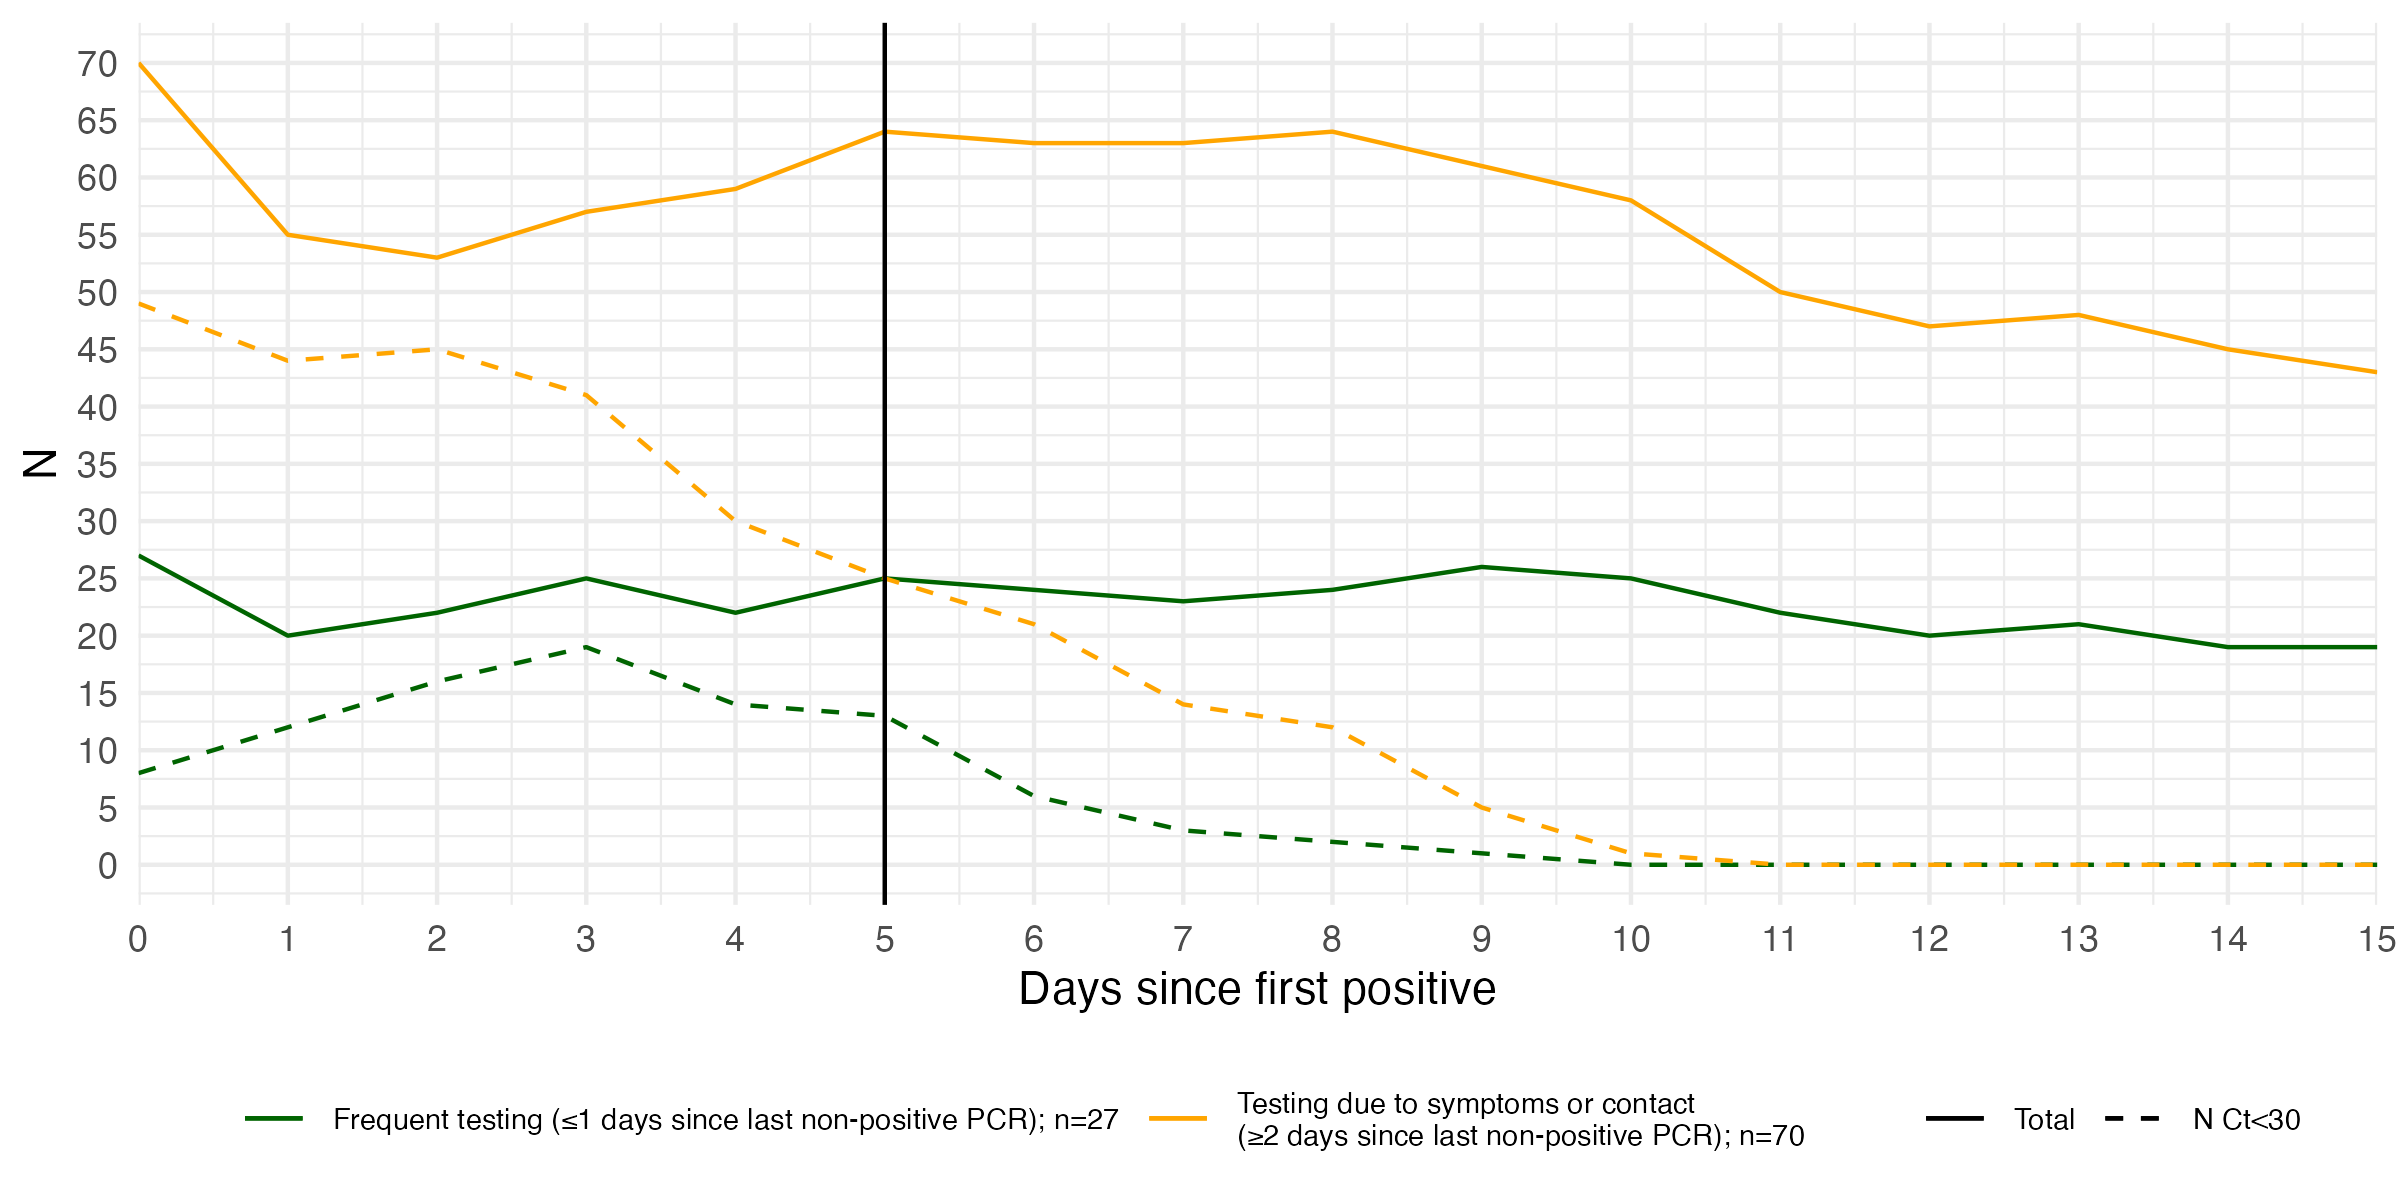 70
65
60
55
50
45
40
35
30
25
20
15
10
5
0
N
0 1 2 3 4 5 6 7 8 9 10 11 12 13 14 15
Days since first positive
Frequent testing (≤1 days since last non-positive PCR); n=27
Testing due to symptoms or contact
(≥2 days since last non-positive PCR); n=70
Total
N Ct<30